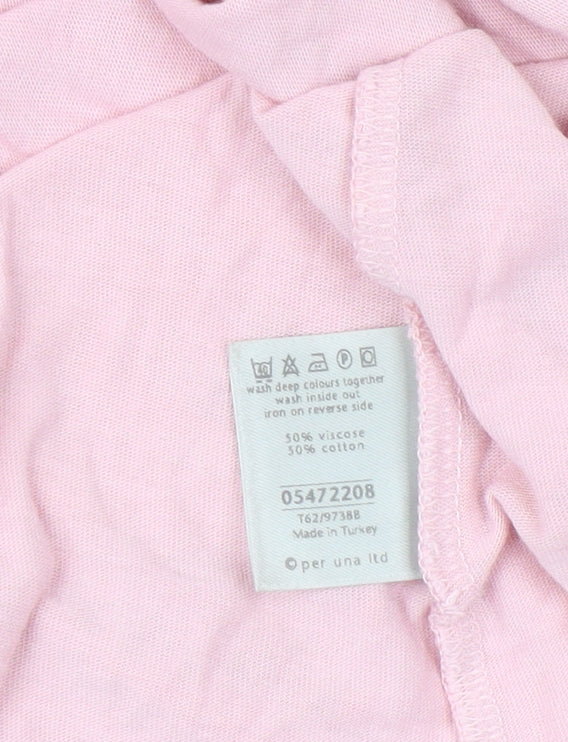 40 P
wash deep colours together
wash inside out
iron on reverse side
50% viscose
50% cotton
05472208
T62/9738B
Made in Turkey
© per una ltd